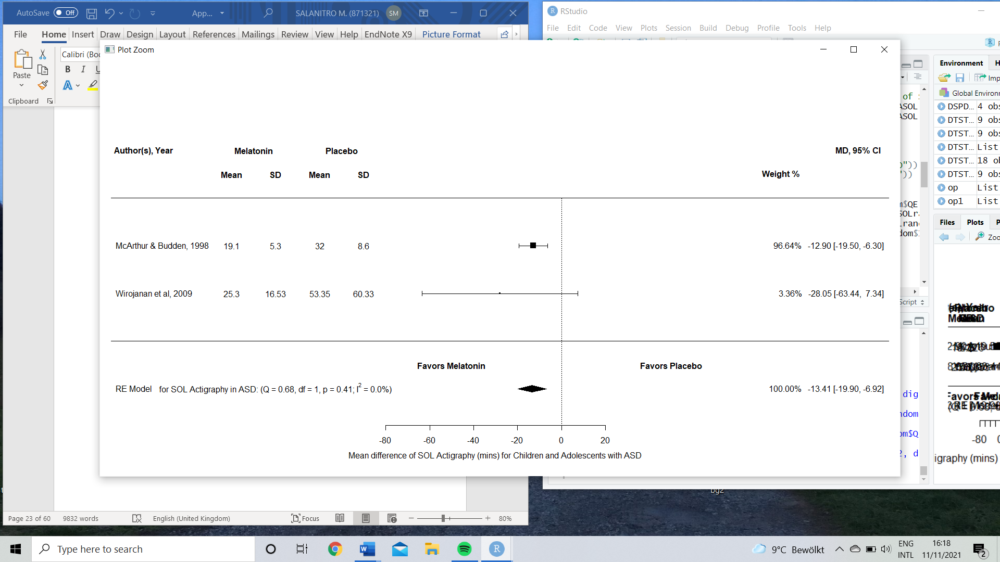 AutoSave Off App... SALANITRO M. (871321) SM
File Home Insert Draw Design Layout References Mailings Review View Help EndNote X9 Picture Format
Calibri (Boo
Paste B I U
A
Clipboard
RStudio
File Edit Code View Plots Session Build Debug Profile Tools Help
Plot Zoom
Author(s), Year Melatonin Placebo MD, 95% CI
Mean SD Mean SD Weight %
McArthur & Budden, 1998 19.1 5.3 32 8.6 96.64% -12.90 [-19.50, -6.30]
Wirojanan et al, 2009 25.3 16.53 53.35 60.33 3.36% -28.05 [-63.44, 7.34]
Favors Melatonin Favors Placebo
RE Model for SOL Actigraphy in ASD: (Q = 0.68, df = 1, p = 0.41; I2 = 0.0%) 100.00% -13.41 [-19.90, -6.92]
-80 -60 -40 -20 0 20
Mean difference of SOL Actigraphy (mins) for Children and Adolescents with ASD
Environment H
Imp
Global Environ
DSPD... 4 obs
DTST... 9 obs
DTST... 9 obs
DTST... List
DTST... 18 ob
DTST... 9 obs
op List
op1 List
of
ASOL
ASOL
"))
"))
m$QE
SOLr
lran
dom$
Script
Files Plots P
Zoo
dig
ndom
om$Q
2, d
-80
igraphy (mins)
bg2
Page 23 of 60 9832 words English (United Kingdom) Focus 80%
Type here to search
9°C Bewölkt
ENG
INTL
16:18
11/11/2021
2